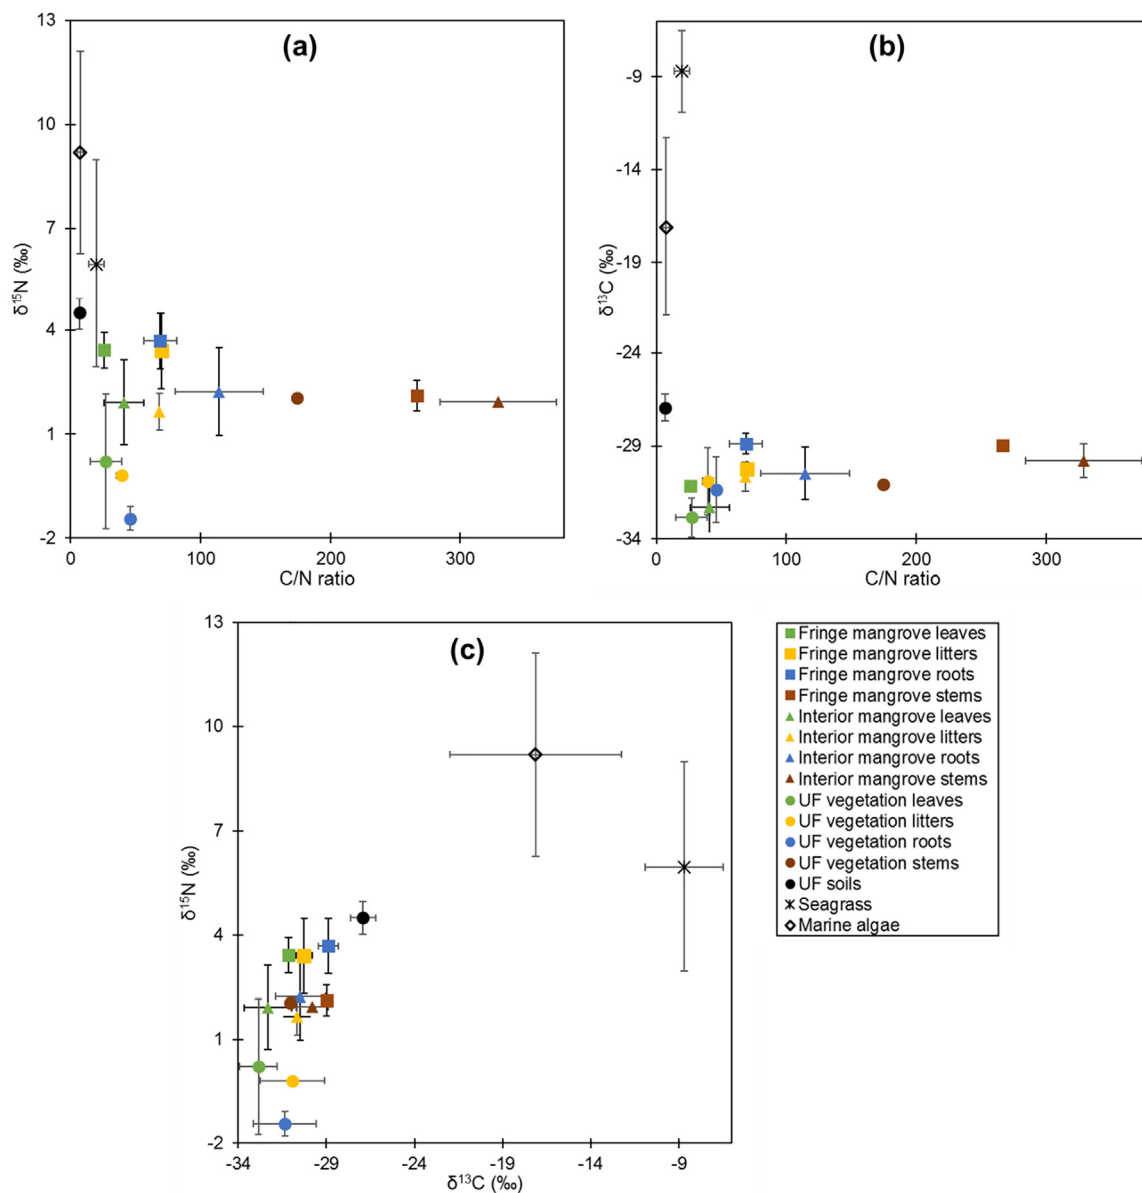 (a)
13
10
7
4
1
-2
δ¹⁵N (‰)
0
100
200
300
C/N ratio
(b)
-9
-14
-19
-24
-29
-34
δ¹³C (‰)
0
100
200
300
C/N ratio
(c)
13
10
7
4
1
-2
δ¹⁵N (‰)
-34
-29
-24
-19
-14
-9
δ¹³C (‰)
Fringe mangrove leaves
Fringe mangrove litters
Fringe mangrove roots
Fringe mangrove stems
Interior mangrove leaves
Interior mangrove litters
Interior mangrove roots
Interior mangrove stems
UF vegetation leaves
UF vegetation litters
UF vegetation roots
UF vegetation stems
UF soils
Seagrass
Marine algae